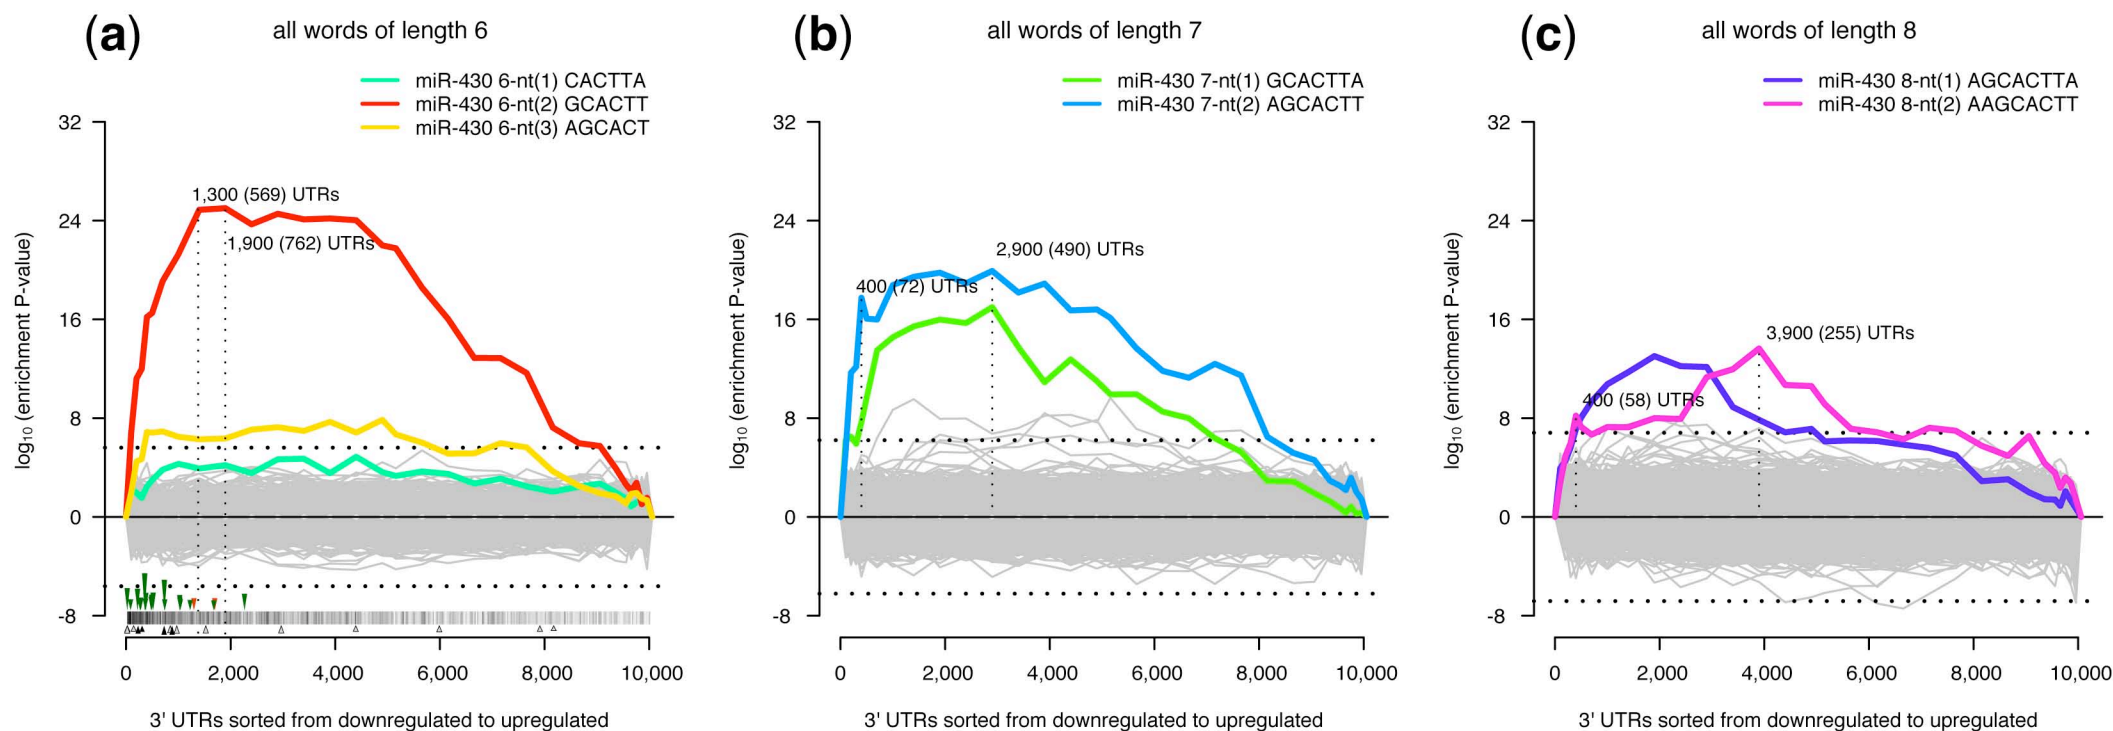 (a)
all words of length 6
miR-430 6-nt(1) CACTTA
miR-430 6-nt(2) GCACTT
miR-430 6-nt(3) AGCACT
32
24
16
8
0
-8
log10 (enrichment P-value)
1,300 (569) UTRs
1,900 (762) UTRs
0
2,000
4,000
6,000
8,000
10,000
3' UTRs sorted from downregulated to upregulated
(b)
all words of length 7
miR-430 7-nt(1) GCACTTA
miR-430 7-nt(2) AGCACTT
32
24
16
8
0
-8
log10 (enrichment P-value)
2,900 (490) UTRs
400 (72) UTRs
0
2,000
4,000
6,000
8,000
10,000
3' UTRs sorted from downregulated to upregulated
(c)
all words of length 8
miR-430 8-nt(1) AGCACTTA
miR-430 8-nt(2) AAGCACTT
32
24
16
8
0
-8
log10 (enrichment P-value)
3,900 (255) UTRs
400 (58) UTRs
0
2,000
4,000
6,000
8,000
10,000
3' UTRs sorted from downregulated to upregulated